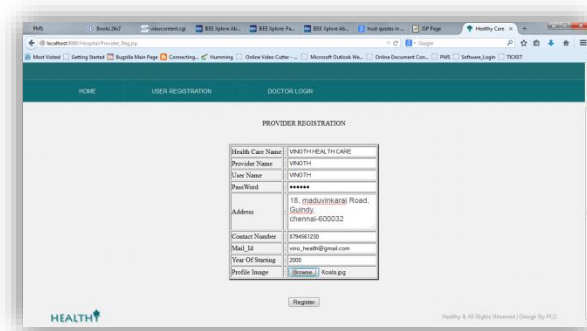 PMS
Books 24x7
viewcontent.cgi
IEEE Xplore Ab...
IEEE Xplore Pa...
IEEE Xplore Ab...
trust quotes in ...
JSP Page
Healthy Care
localhost:8080/Hospital/Provider_Reg.jsp
Google
Most Visited
Getting Started
Bugzilla Main Page
Connecting...
Humming
Online Video Cutter - ...
Microsoft Outlook We...
Online Document Con...
PMS
Software_Login
TICKET
HOME
USER REGISTRATION
DOCTOR LOGIN
PROVIDER REGISTRATION
Health Care Name : VINOTH HEALTH CARE
Provider Name : VINOTH
User Name : VINOTH
PassWord : ••••••
Address : 18, maduvinkarai Road,
Guindy,
chennai-600032
Contact Number : 8794561230
Mail_Id : vino_health@gmail.com
Year Of Starting : 2000
Profile Image : Browse... Koala.jpg
Register
HEALTHY
Healthy & All Rights Reserved | Design By PLC